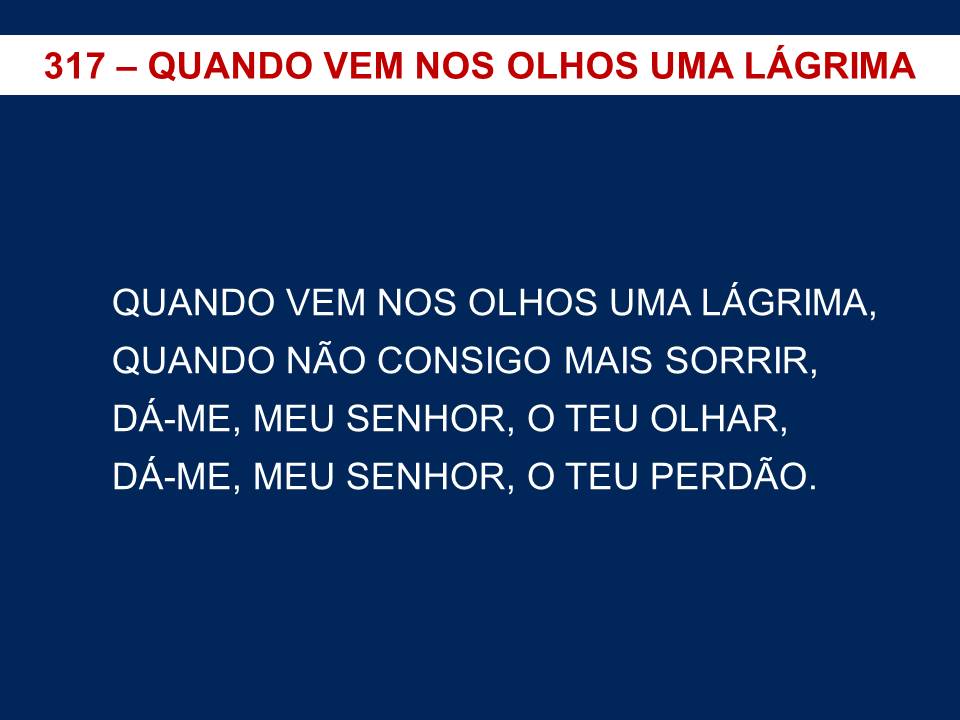 317 – QUANDO VEM NOS OLHOS UMA LÁGRIMA
QUANDO VEM NOS OLHOS UMA LÁGRIMA,
QUANDO NÃO CONSIGO MAIS SORRIR,
DÁ-ME, MEU SENHOR, O TEU OLHAR,
DÁ-ME, MEU SENHOR, O TEU PERDÃO.